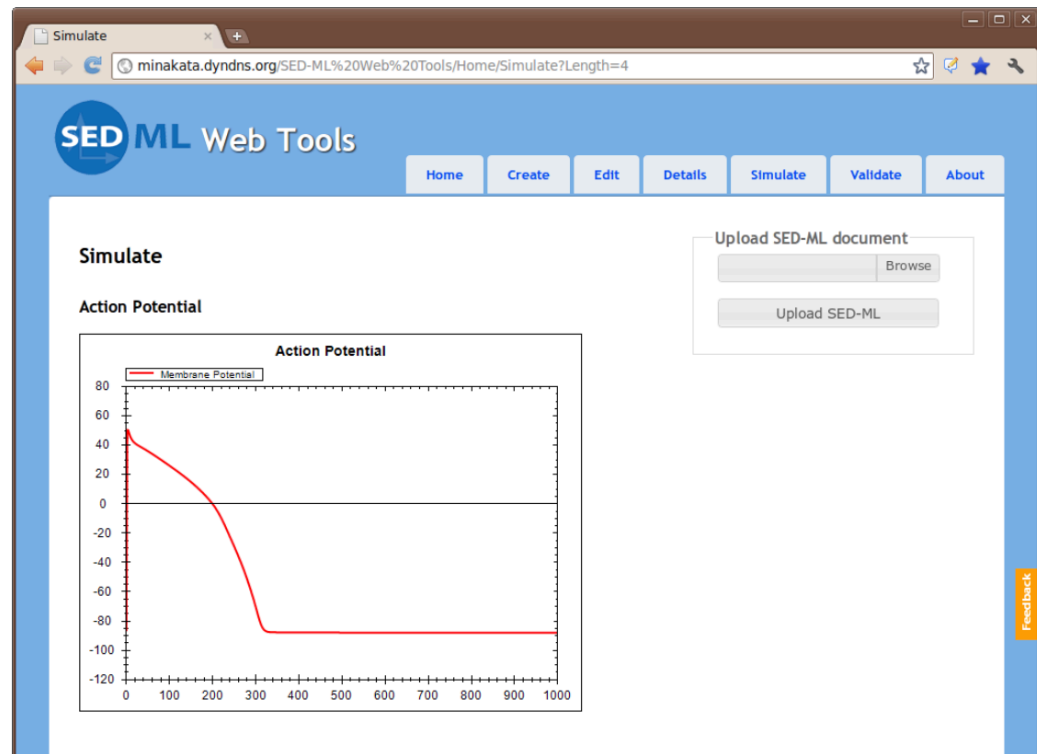 Simulate
minakata.dyndns.org/SED-ML%20Web%20Tools/Home/Simulate?Length=4
SED ML Web Tools
Home Create Edit Details Simulate Validate About
Upload SED-ML document
Browse
Upload SED-ML
Simulate
Action Potential
Action Potential
Membrane Potential
80
60
40
20
0
-20
-40
-60
-80
-100
-120
0 100 200 300 400 500 600 700 800 900 1000
Feedback